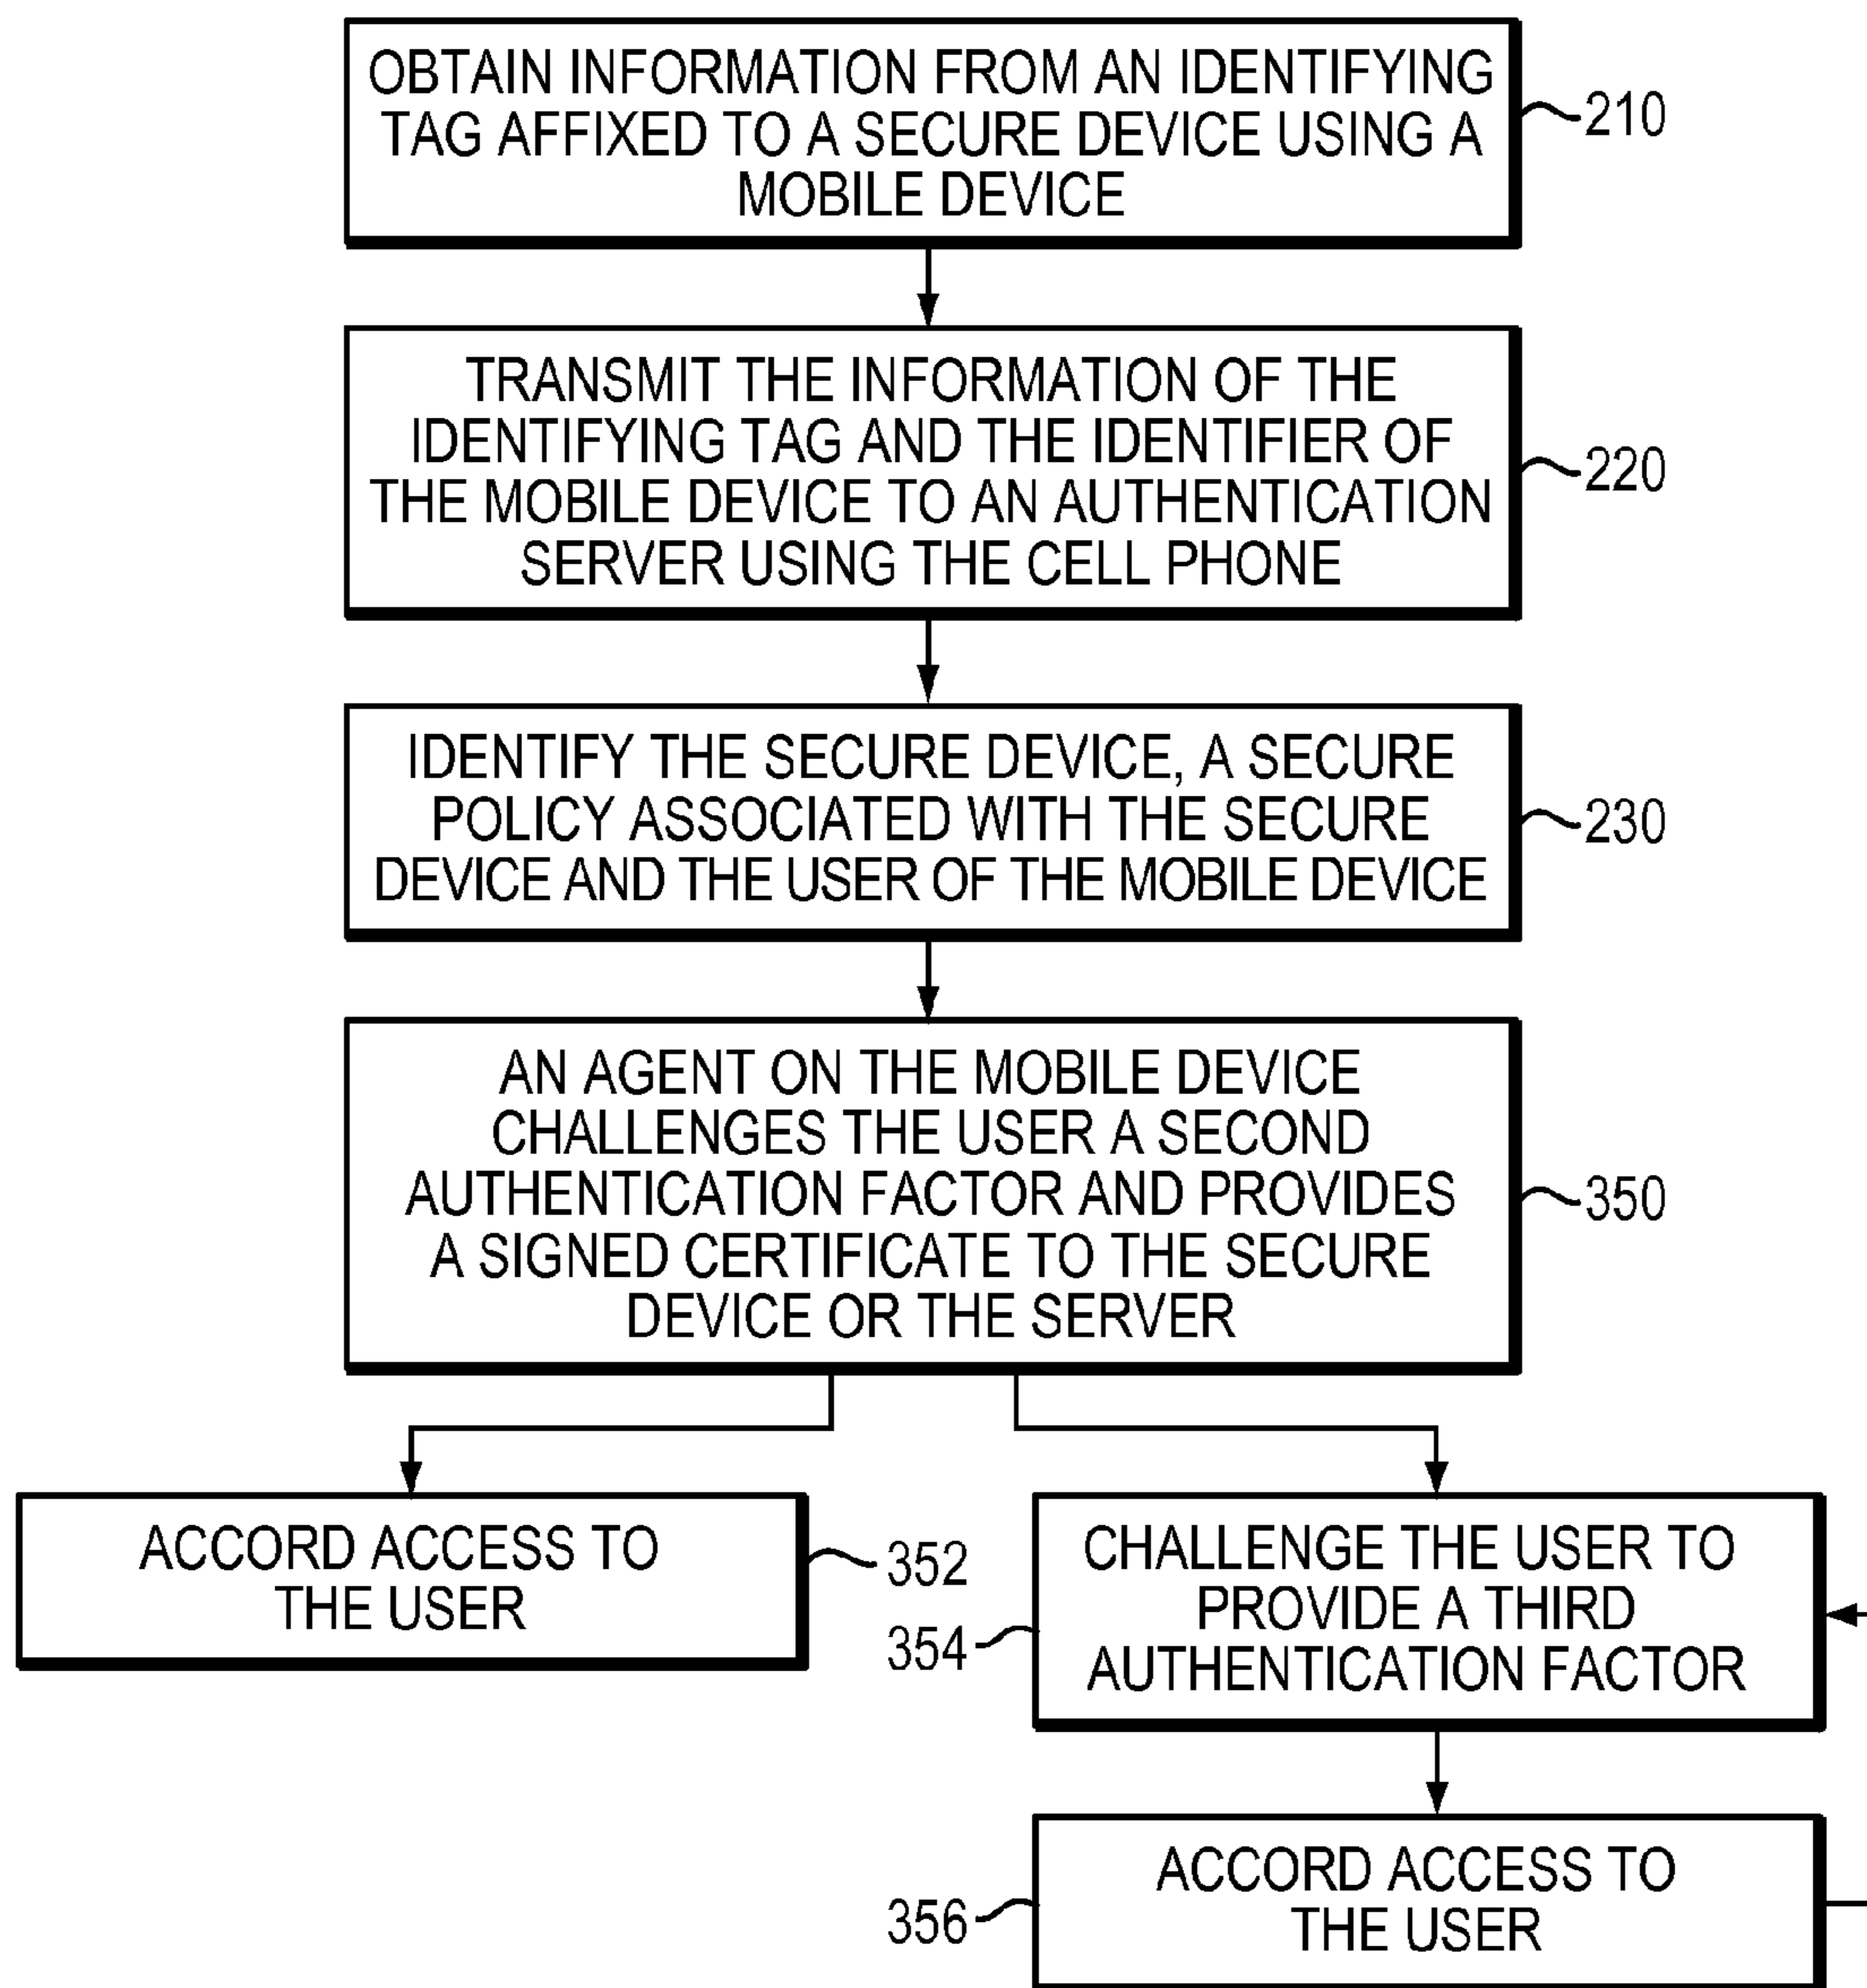 OBTAIN INFORMATION FROM AN IDENTIFYING
TAG AFFIXED TO A SECURE DEVICE USING A
MOBILE DEVICE
210
TRANSMIT THE INFORMATION OF THE
IDENTIFYING TAG AND THE IDENTIFIER OF
THE MOBILE DEVICE TO AN AUTHENTICATION
SERVER USING THE CELL PHONE
220
IDENTIFY THE SECURE DEVICE, A SECURE
POLICY ASSOCIATED WITH THE SECURE
DEVICE AND THE USER OF THE MOBILE DEVICE
230
AN AGENT ON THE MOBILE DEVICE
CHALLENGES THE USER A SECOND
AUTHENTICATION FACTOR AND PROVIDES
A SIGNED CERTIFICATE TO THE SECURE
DEVICE OR THE SERVER
350
ACCORD ACCESS TO
THE USER
352
354
CHALLENGE THE USER TO
PROVIDE A THIRD
AUTHENTICATION FACTOR
356
ACCORD ACCESS TO
THE USER